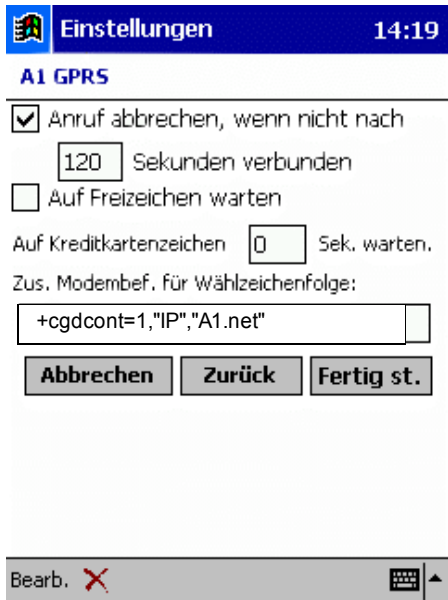 Einstellungen 14:19
A1 GPRS
Anruf abbrechen, wenn nicht nach
120 Sekunden verbunden
Auf Freizeichen warten
Auf Kreditkartenzeichen 0 Sek. warten.
Zus. Modembef. für Wählzeichenfolge:
+cgdcont=1,"IP","A1.net"
Abbrechen Zurück Fertig st.
Bearb.